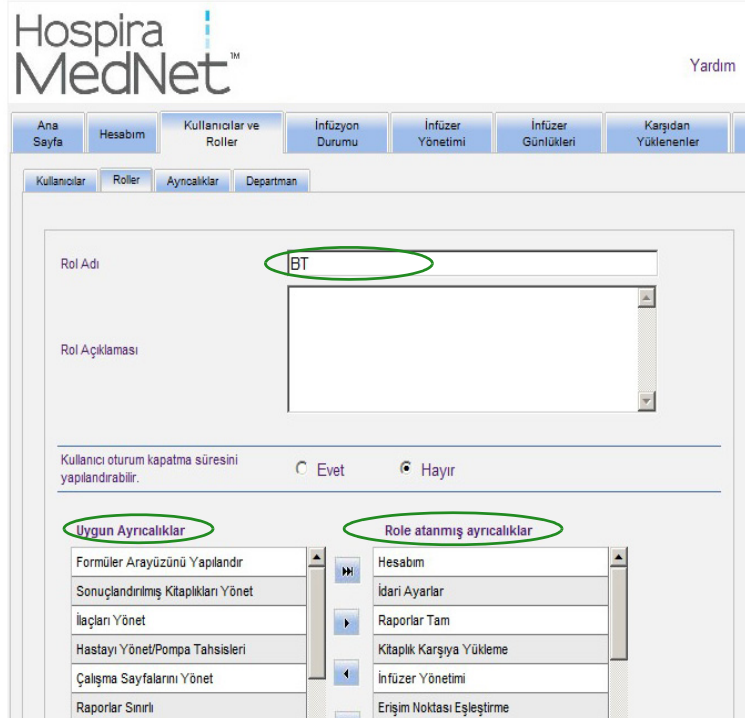 Hospira
MedNet™
Yardım
Ana Sayfa
Hesabım
Kullanıcılar ve Roller
İnfüzyon Durumu
İnfüzer Yönetimi
İnfüzer Günlükleri
Karşıdan Yüklenenler
Kullanıcılar
Roller
Ayrıcalıklar
Departman
Rol Adı
BT
Rol Açıklaması
Kullanıcı oturum kapatma süresini
yapılandırabilir.
Evet
Hayır
Uygun Ayrıcalıklar
Role atanmış ayrıcalıklar
Formüler Arayüzünü Yapılandır
Hesabım
Sonuçlandırılmış Kitaplıkları Yönet
İdari Ayarlar
İlaçları Yönet
Raporlar Tam
Hastayı Yönet/Pompa Tahsisleri
Kitaplık Karşıya Yükleme
Çalışma Sayfalarını Yönet
İnfüzer Yönetimi
Raporlar Sınırlı
Erişim Noktası Eşleştirme